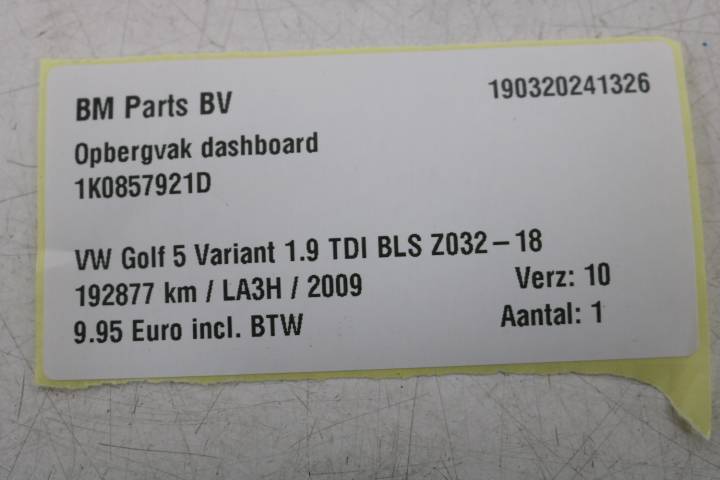 BM Parts BV
190320241326
Opbergvak dashboard
1K0857921D
VW Golf 5 Variant 1.9 TDI BLS Z032-18
192877 km / LA3H / 2009
Verz: 10
9.95 Euro incl. BTW
Aantal: 1